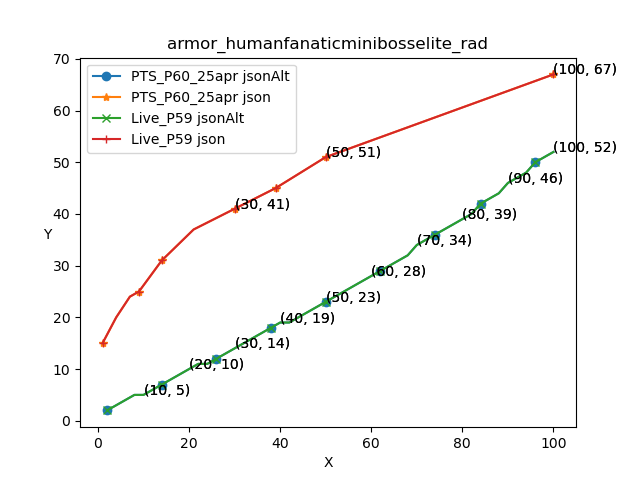 armor_humanfanaticminibosselite_rad
PTS_P60_25apr jsonAlt
PTS_P60_25apr json
Live_P59 jsonAlt
Live_P59 json
(100, 67)
(50, 51)
(30, 41)
(100, 52)
(90, 46)
(80, 39)
(70, 34)
(60, 28)
(50, 23)
(40, 19)
(30, 14)
(20, 10)
(10, 5)
70
60
50
40
30
20
10
0
Y
0 20 40 60 80 100
X